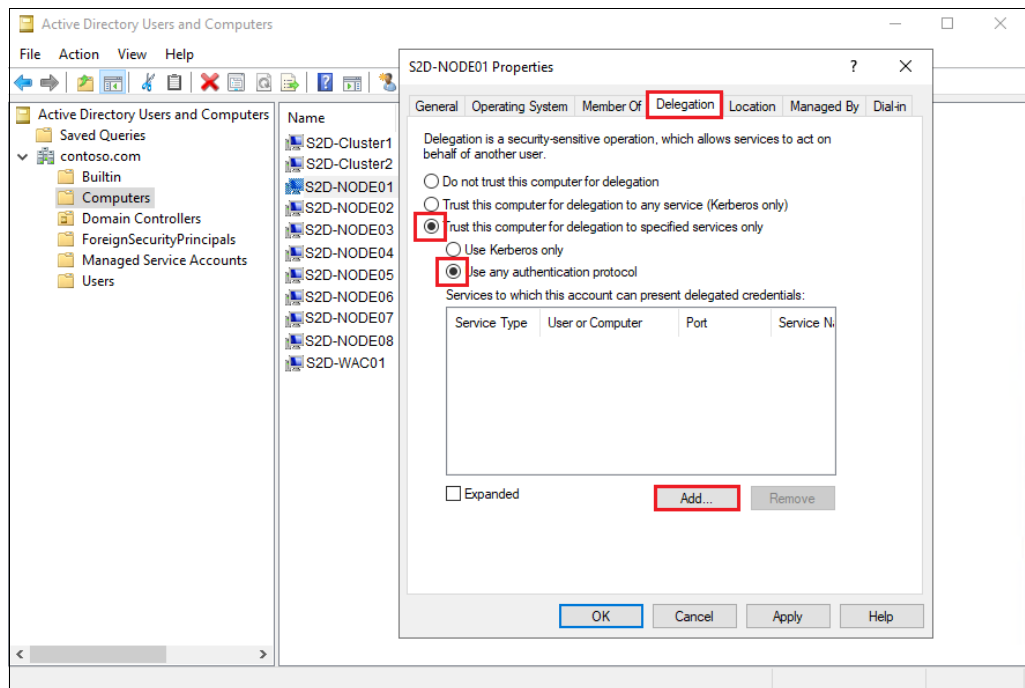 Active Directory Users and Computers
File Action View Help
Active Directory Users and Computers
Saved Queries
contoso.com
Builtin
Computers
Domain Controllers
ForeignSecurityPrincipals
Managed Service Accounts
Users
Name
S2D-Cluster1
S2D-Cluster2
S2D-NODE01
S2D-NODE02
S2D-NODE03
S2D-NODE04
S2D-NODE05
S2D-NODE06
S2D-NODE07
S2D-NODE08
S2D-WAC01
S2D-NODE01 Properties
General Operating System Member Of Delegation Location Managed By Dial-in
Delegation is a security-sensitive operation, which allows services to act on
behalf of another user.
Do not trust this computer for delegation
Trust this computer for delegation to any service (Kerberos only)
Trust this computer for delegation to specified services only
Use Kerberos only
Use any authentication protocol
Services to which this account can present delegated credentials:
Service Type User or Computer Port Service N
Expanded Add... Remove
OK Cancel Apply Help